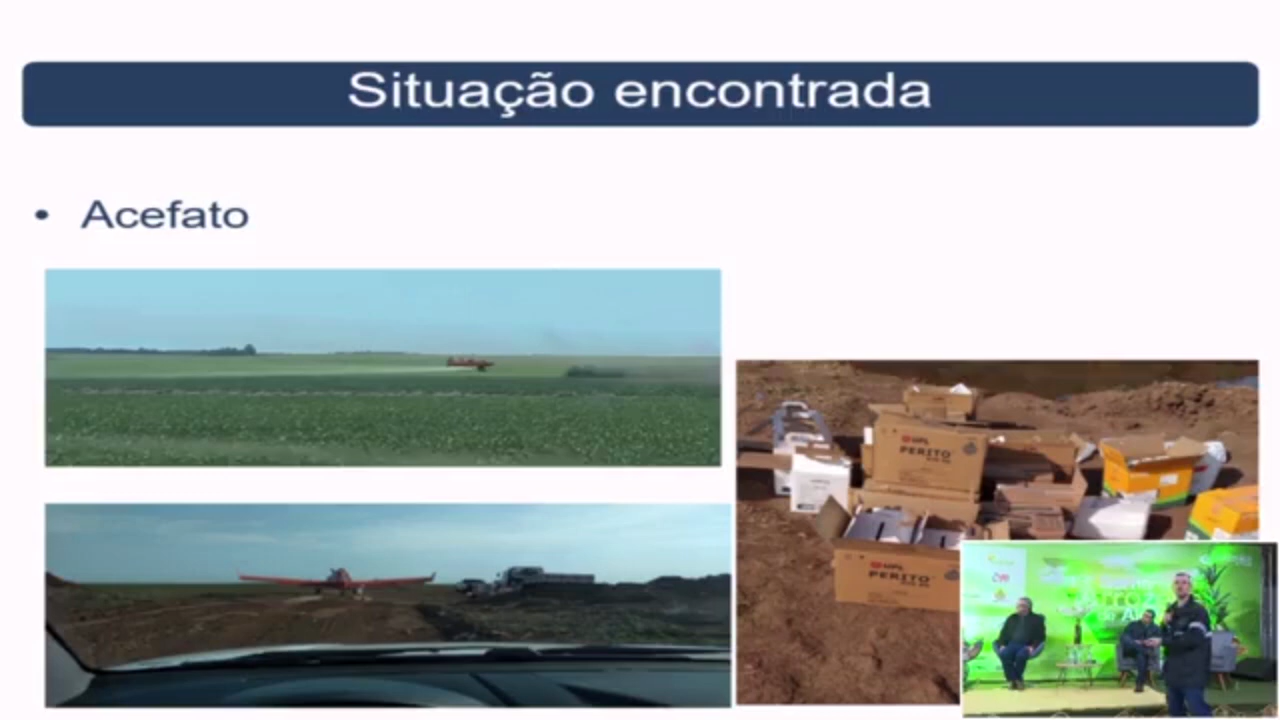 Situação encontrada
• Acefato
UPL
PERITO
UPL
PERITO